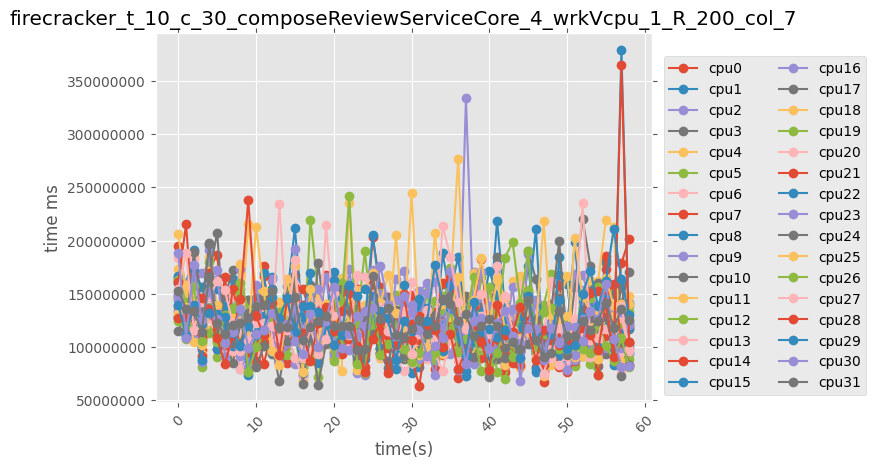 firecracker_t_10_c_30_composeReviewServiceCore_4_wrkVcpu_1_R_200_col_7
time ms
350000000
300000000
250000000
200000000
150000000
100000000
50000000
0
10
20
30
40
50
60
time(s)
cpu0
cpu1
cpu2
cpu3
cpu4
cpu5
cpu6
cpu7
cpu8
cpu9
cpu10
cpu11
cpu12
cpu13
cpu14
cpu15
cpu16
cpu17
cpu18
cpu19
cpu20
cpu21
cpu22
cpu23
cpu24
cpu25
cpu26
cpu27
cpu28
cpu29
cpu30
cpu31